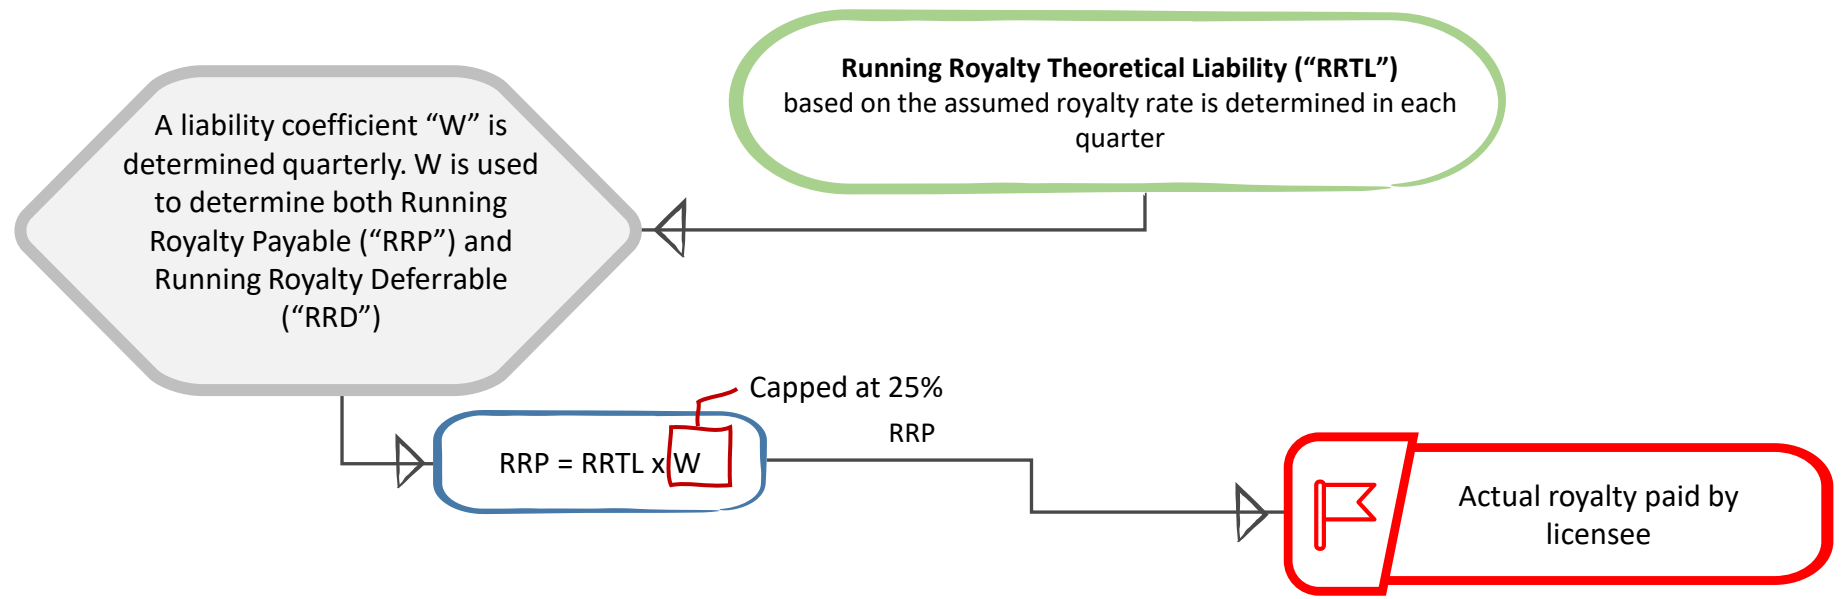 Running Royalty Theoretical Liability (“RRTL”)
based on the assumed royalty rate is determined in each
quarter
A liability coefficient “W” is
determined quarterly. W is used
to determine both Running
Royalty Payable (“RRP”) and
Running Royalty Deferrable
(“RRD”)
Capped at 25%
RRP = RRTL x W
RRP
Actual royalty paid by
licensee